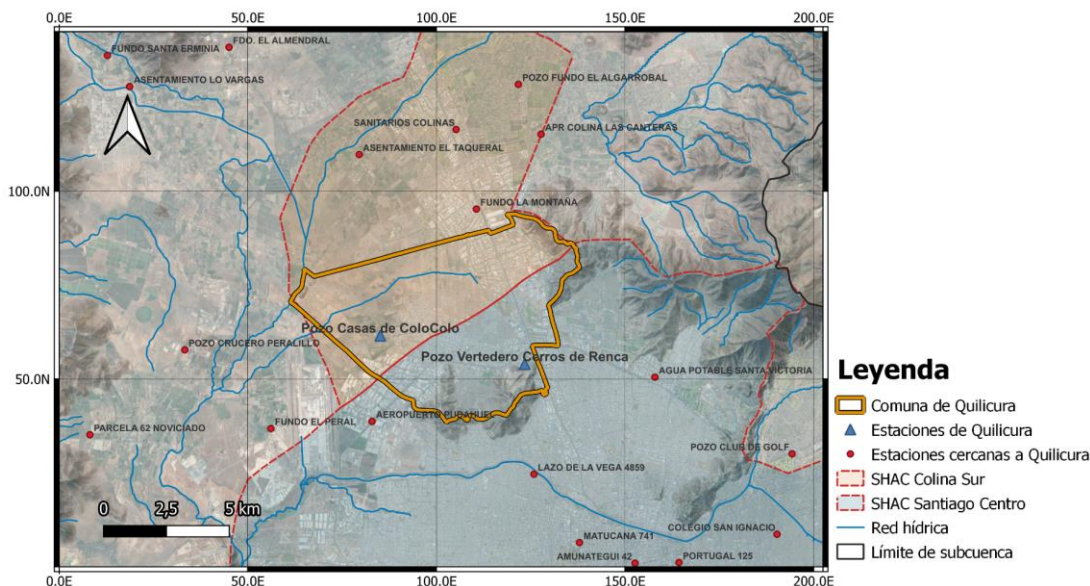 0.0E 50.0E 100.0E 150.0E 200.0E
FDO. EL ALMENDRAL
FUNDO SANTA ERMINIA
ASENTAMIENTO LO VARGAS
POZO FUNDO EL ALGARROBAL
SANITARIOS COLINAS
APR COLINA LAS CANTERAS
ASENTAMIENTO EL TAQUERAL
100.0N 100.0N
FUNDO LA MONTAÑA
Pozo Casas de ColoColo
POZO CRUCERO PERALILLO
Pozo Vertedero Cerros de Renca
AGUA POTABLE SANTA VICTORIA
50.0N 50.0N
AEROPUERTO PUDAHUEL
FUNDO EL PERAL
PARCELA 62 NOVICIADO
POZO CLUB DE GOLF
LAZO DE LA VEGA 4859
0 2,5 5 km
COLEGIO SAN IGNACIO
MATUCANA 741
AMUNATEGUI 42
PORTUGAL 125
0.0E 50.0E 100.0E 150.0E 200.0E
Leyenda
Comuna de Quilicura
Estaciones de Quilicura
Estaciones cercanas a Quilicura
SHAC Colina Sur
SHAC Santiago Centro
Red hídrica
Límite de subcuenca